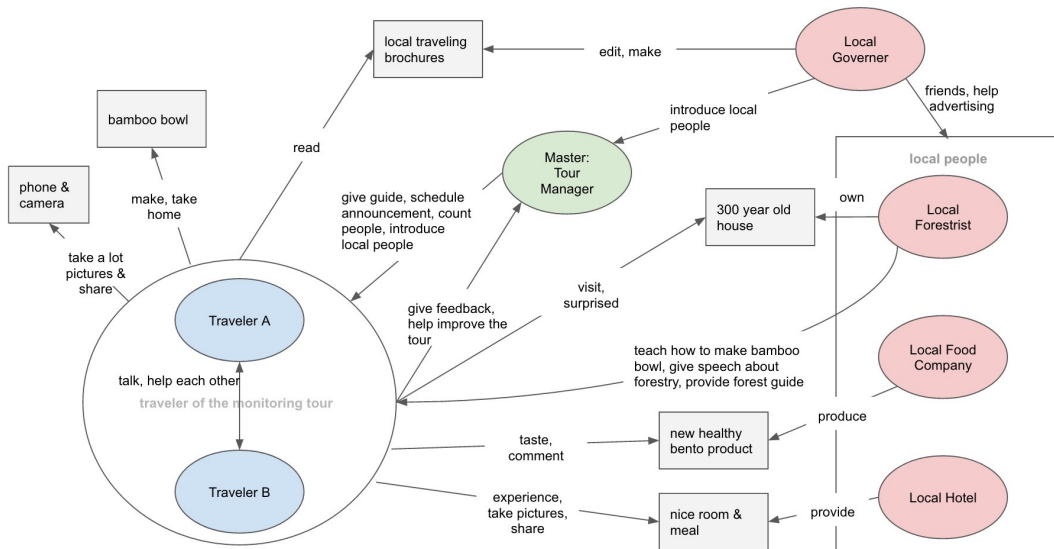 local traveling
brochures
edit, make
Local
Governer
friends, help
advertising
bamboo bowl
introduce local
people
read
Master:
Tour
Manager
local people
phone &
camera
make, take
home
give guide, schedule
announcement, count
people, introduce
local people
300 year old
house
own
Local
Forestrist
take a lot
pictures &
share
visit,
surprised
Traveler A
give feedback,
help improve the
tour
teach how to make bamboo
bowl, give speech about
forestry, provide forest guide
Local Food
Company
talk, help each other
traveler of the monitoring tour
produce
taste,
comment
new healthy
bento product
Traveler B
experience,
take pictures,
share
nice room &
meal
provide
Local Hotel